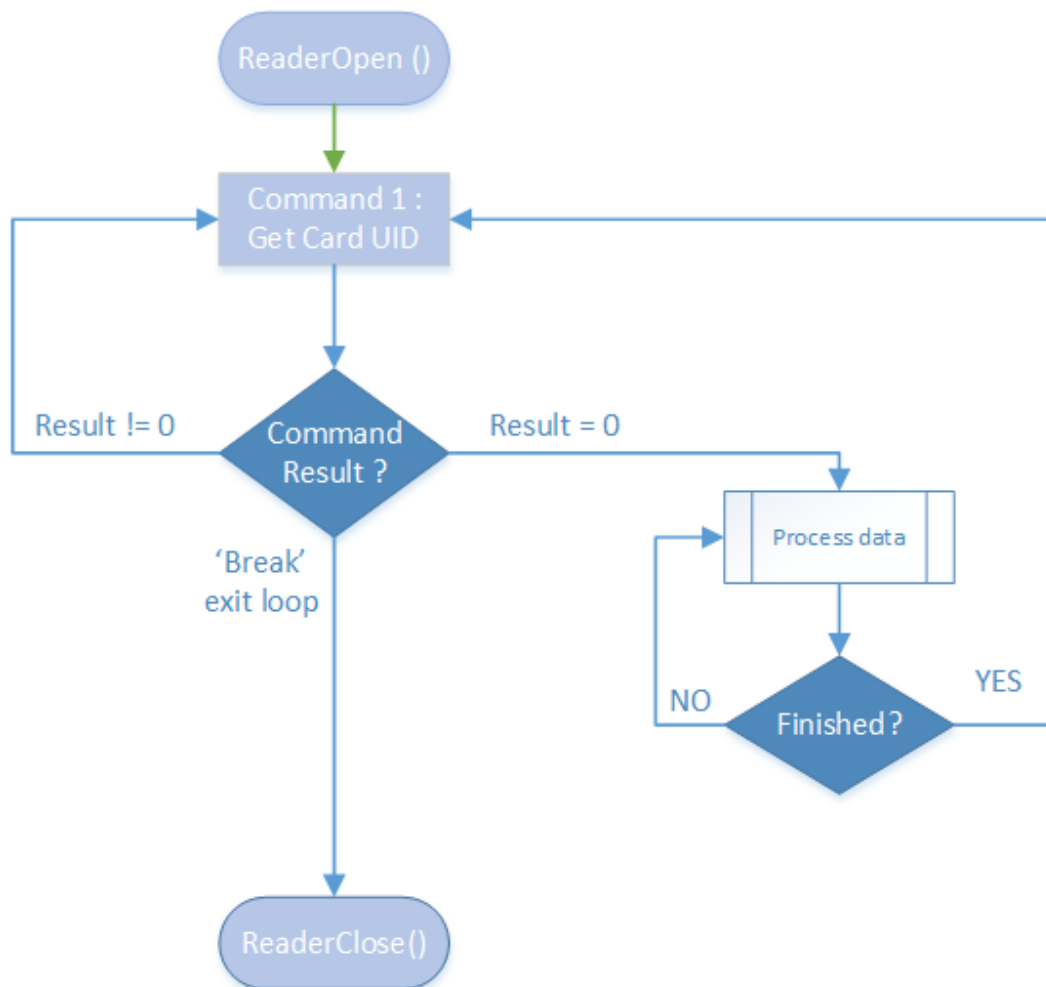 ReaderOpen ()
Command 1 :
Get Card UID
Result != 0
Command
Result ?
Result = 0
Process data
'Break'
exit loop
NO
Finished ?
YES
ReaderClose()